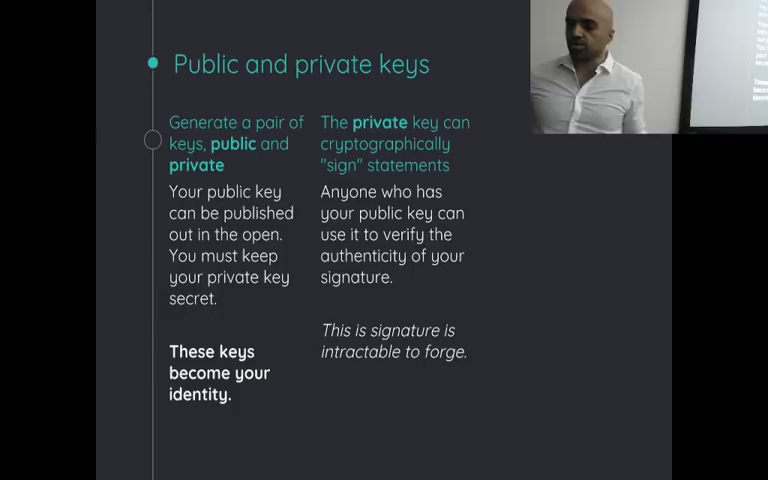 Public and private keys
Generate a pair of
keys, public and
private
Your public key
can be published
out in the open.
You must keep
your private key
secret.
These keys
become your
identity.
The private key can
cryptographically
"sign" statements
Anyone who has
your public key can
use it to verify the
authenticity of your
signature.
This is signature is
intractable to forge.